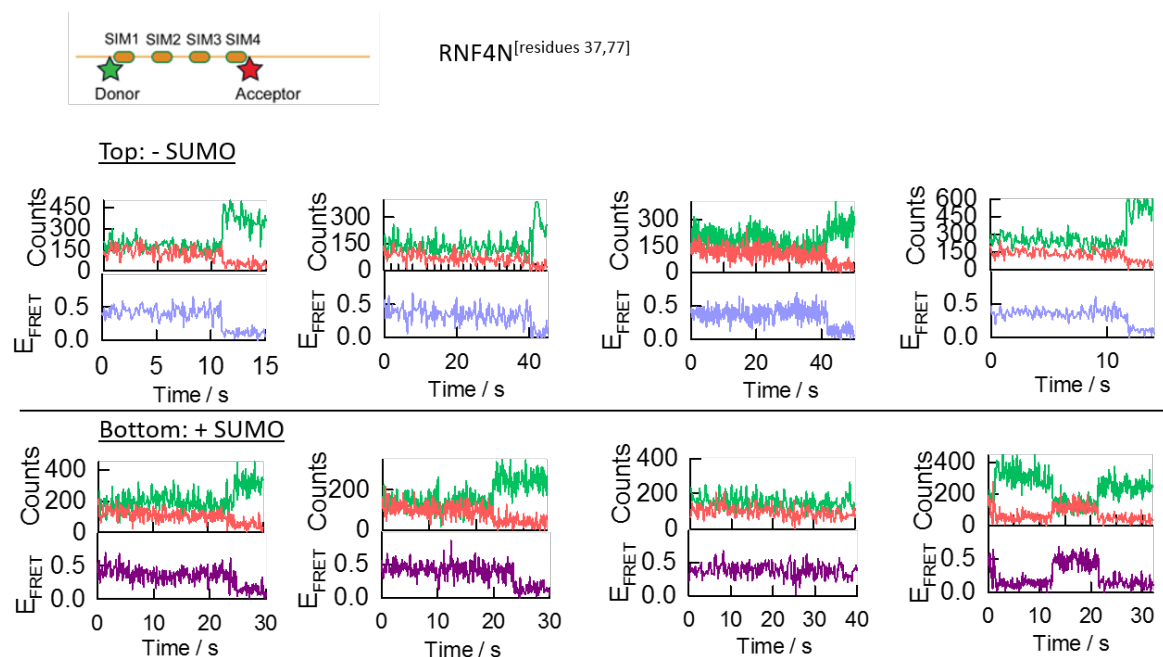 SIM1 SIM2 SIM3 SIM4
Donor Acceptor
RNF4N[residues 37,77]
Top: - SUMO
Counts 450 300 150 0
EFRET 0.5 0.0
0 5 10 15
Time / s
Counts 300 150 0
EFRET 0.5 0.0
0 20 40
Time / s
Counts 300 150 0
EFRET 0.5 0.0
0 20 40
Time / s
Counts 600 450 300 150 0
EFRET 0.5 0.0
0 10
Time / s
Bottom: + SUMO
Counts 400 200 0
EFRET 0.5 0.0
0 10 20 30
Time / s
Counts 200 0
EFRET 0.5 0.0
0 10 20 30
Time / s
Counts 400 200 0
EFRET 0.5 0.0
0 10 20 30 40
Time / s
Counts 400 200 0
EFRET 0.5 0.0
0 10 20 30
Time / s